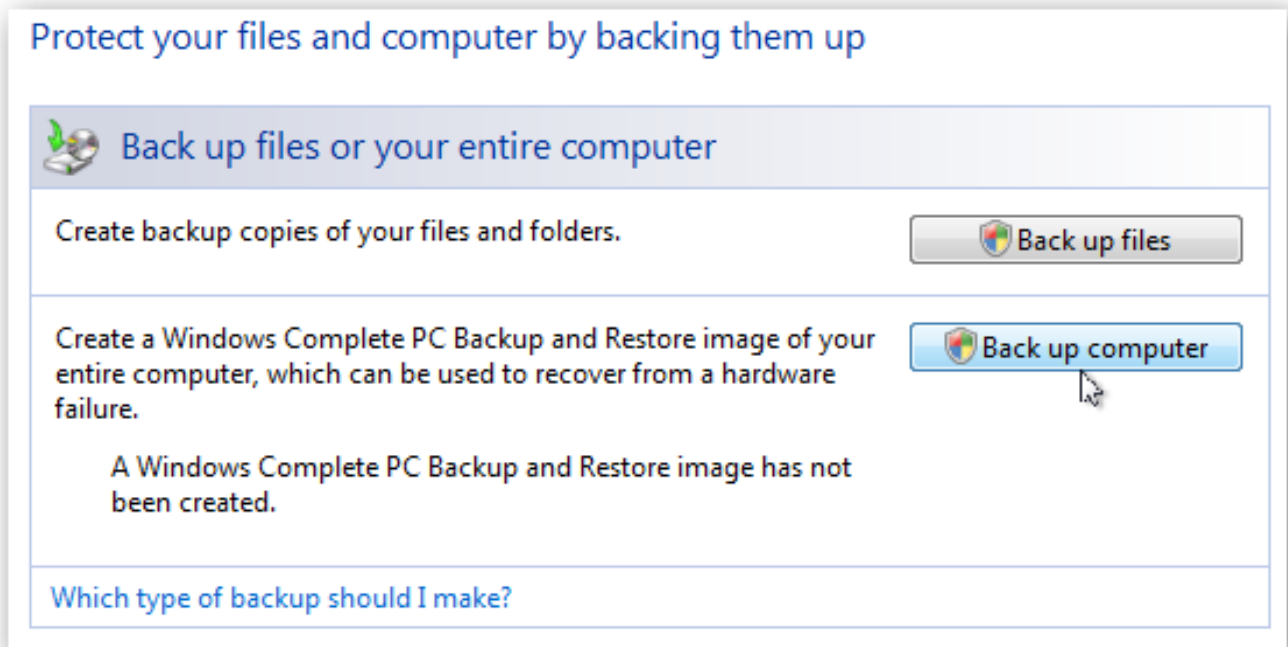 Protect your files and computer by backing them up
Back up files or your entire computer
Create backup copies of your files and folders.
Back up files
Create a Windows Complete PC Backup and Restore image of your
entire computer, which can be used to recover from a hardware
failure.
Back up computer
A Windows Complete PC Backup and Restore image has not
been created.
Which type of backup should I make?